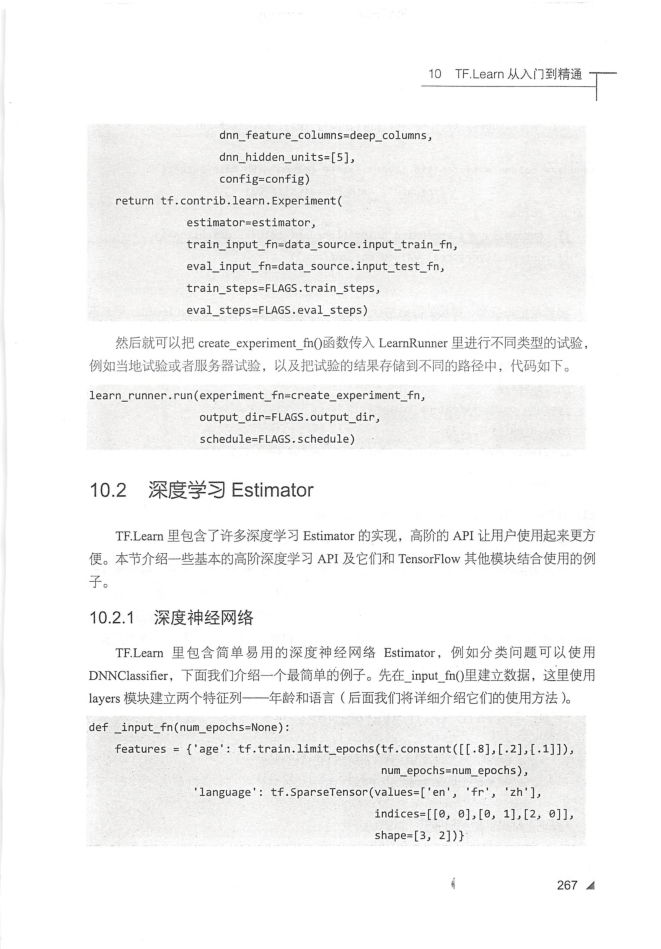 10 TF.Learn 从入门到精通
dnn_feature_columns=deep_columns,
dnn_hidden_units=[5],
config=config)
return tf.contrib.learn.Experiment(
estimator=estimator,
train_input_fn=data_source.input_train_fn,
eval_input_fn=data_source.input_test_fn,
train_steps=FLAGS.train_steps,
eval_steps=FLAGS.eval_steps)
然后就可以把 create_experiment_fn()函数传入 LearnRunner 里进行不同类型的试验，
例如当地试验或者服务器试验，以及把试验的结果存储到不同的路径中，代码如下。
learn_runner.run(experiment_fn=create_experiment_fn,
output_dir=FLAGS.output_dir,
schedule=FLAGS.schedule)
10.2 深度学习 Estimator
TF.Learn 里包含了许多深度学习 Estimator 的实现，高阶的 API 让用户使用起来更方
便。本节介绍一些基本的高阶深度学习 API 及它们和 TensorFlow 其他模块结合使用的例
子。
10.2.1 深度神经网络
TF.Learn 里包含简单易用的深度神经网络 Estimator，例如分类问题可以使用
DNNClassifier，下面我们介绍一个最简单的例子。先在_input_fn()里建立数据，这里使用
layers 模块建立两个特征列——年龄和语言（后面我们将详细介绍它们的使用方法）。
def _input_fn(num_epochs=None):
features = {'age': tf.train.limit_epochs(tf.constant([[.8],[.2],[.1]]),
num_epochs=num_epochs),
'language': tf.SparseTensor(values=['en', 'fr', 'zh'],
indices=[[0, 0],[0, 1],[2, 0]],
shape=[3, 2])}
267